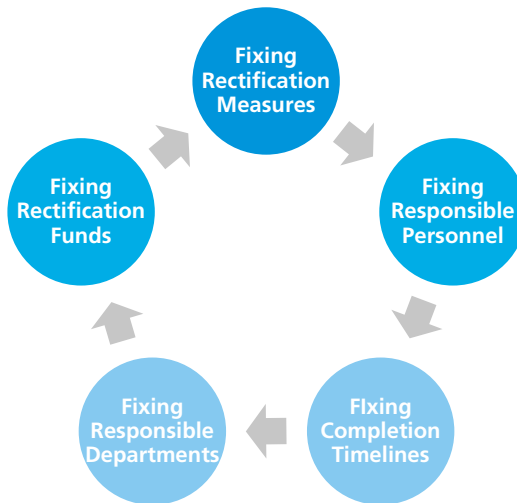 Fixing
Rectification
Measures
Fixing
Responsible
Personnel
FIxing
Completion
Timelines
Fixing
Responsible
Departments
Fixing
Rectification
Funds